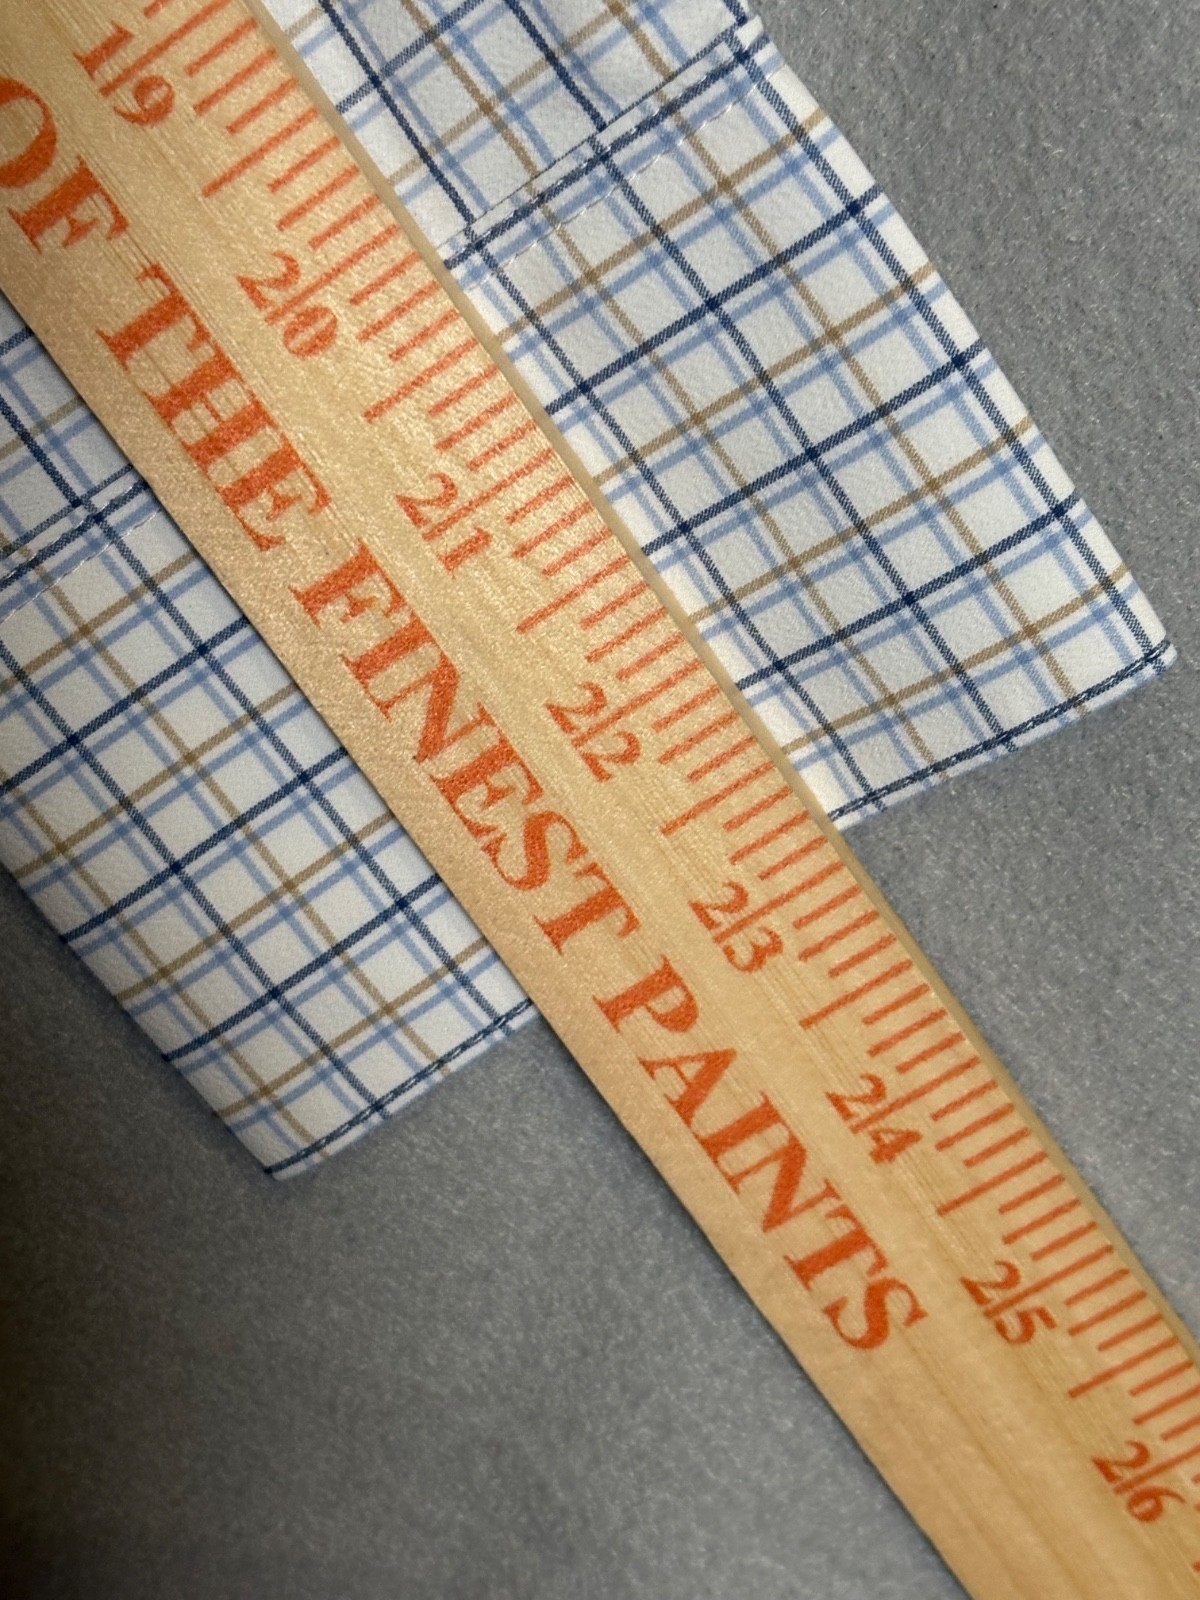 19 20 21 22 23 24 25 26
OF THE FINEST PAINTS